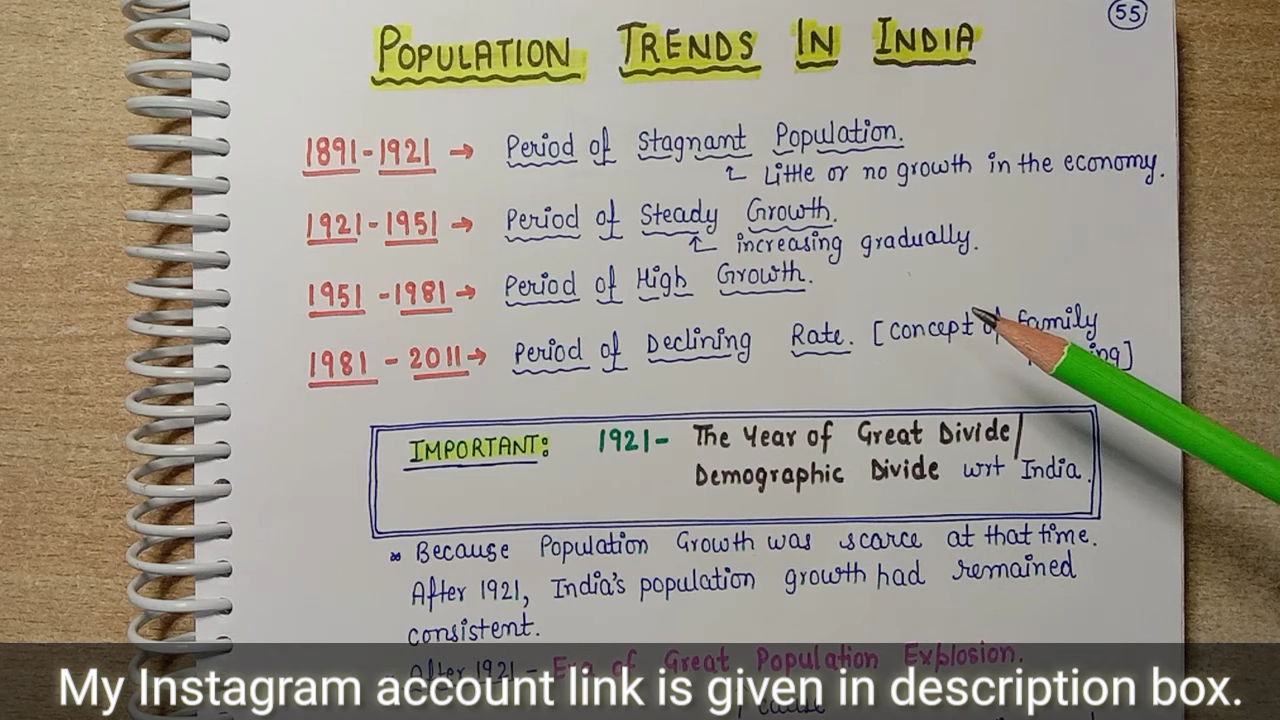 55
POPULATION TRENDS IN INDIA
1891-1921 → Period of Stagnant Population.
Little or no growth in the economy.
1921-1951 → Period of Steady Growth.
increasing gradually.
1951-1981 → Period of High Growth.
1981-2011 → Period of Declining Rate. [concept of family
IMPORTANT: 1921- The Year of Great Divide/
Demographic Divide wrt India.
* Because Population Growth was scarce at that time.
After 1921, India's population growth had remained
consistent.
After 1921 - Era of Great Population Explosion.
My Instagram account link is given in description box.